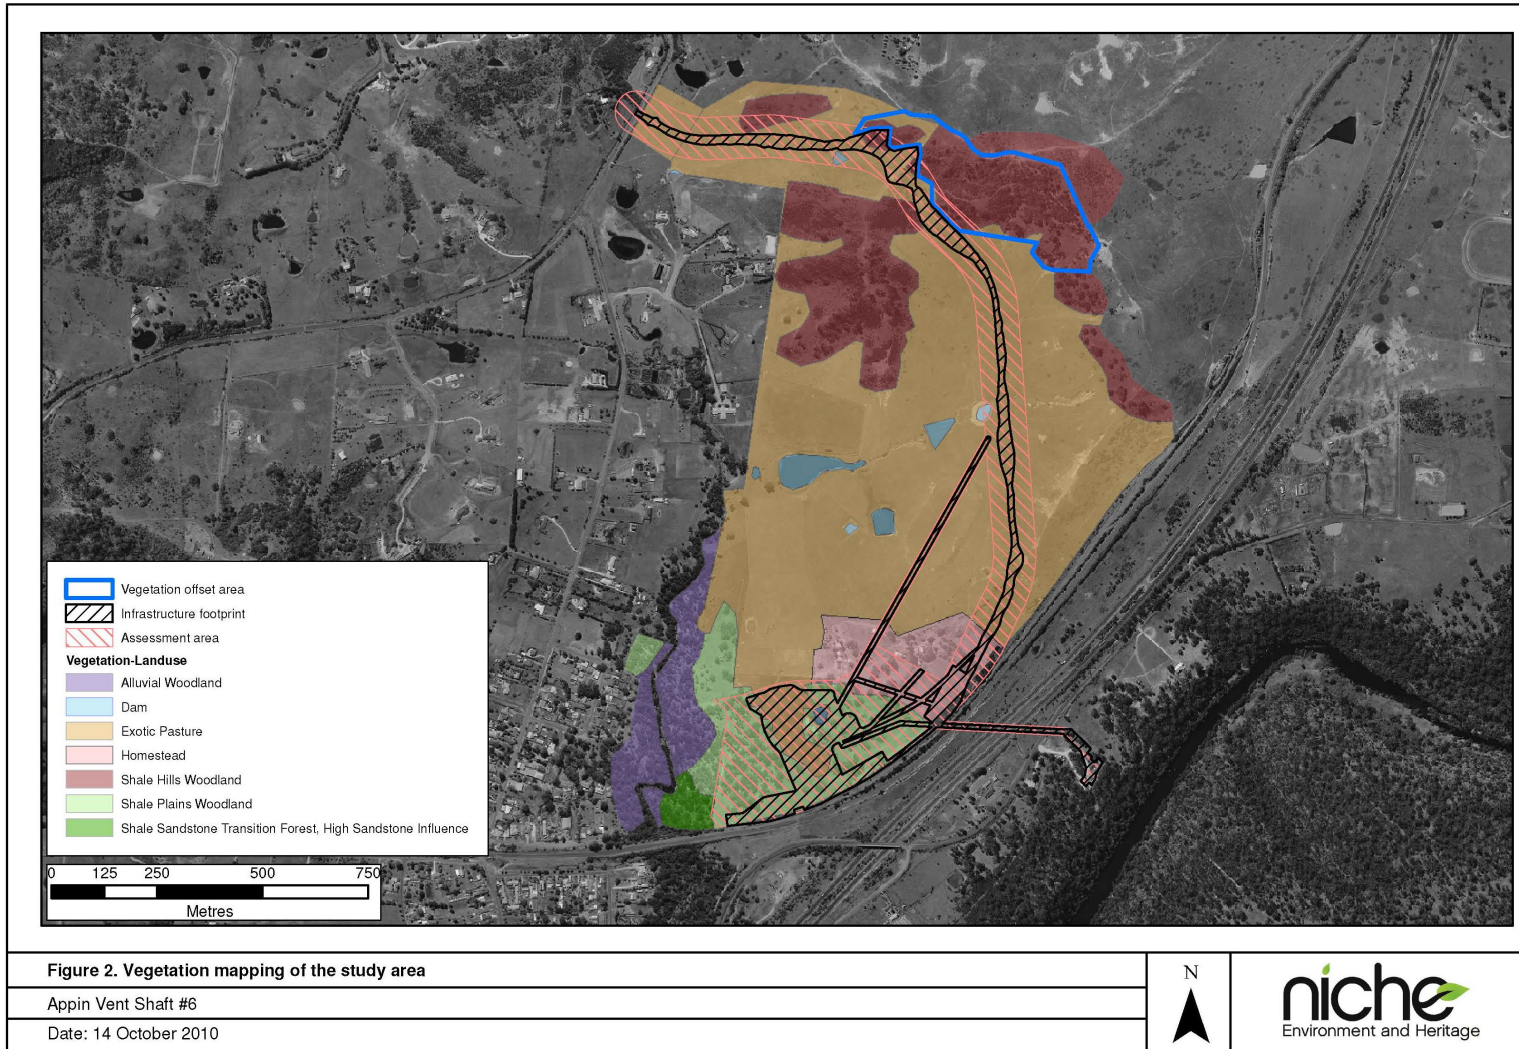 Vegetation offset area
Infrastructure footprint
Assessment area
Vegetation-Landuse
Alluvial Woodland
Dam
Exotic Pasture
Homestead
Shale Hills Woodland
Shale Plains Woodland
Shale Sandstone Transition Forest, High Sandstone Influence
0 125 250 500 750
Metres
Figure 2. Vegetation mapping of the study area
Appin Vent Shaft #6
Date: 14 October 2010
N
niche
Environment and Heritage